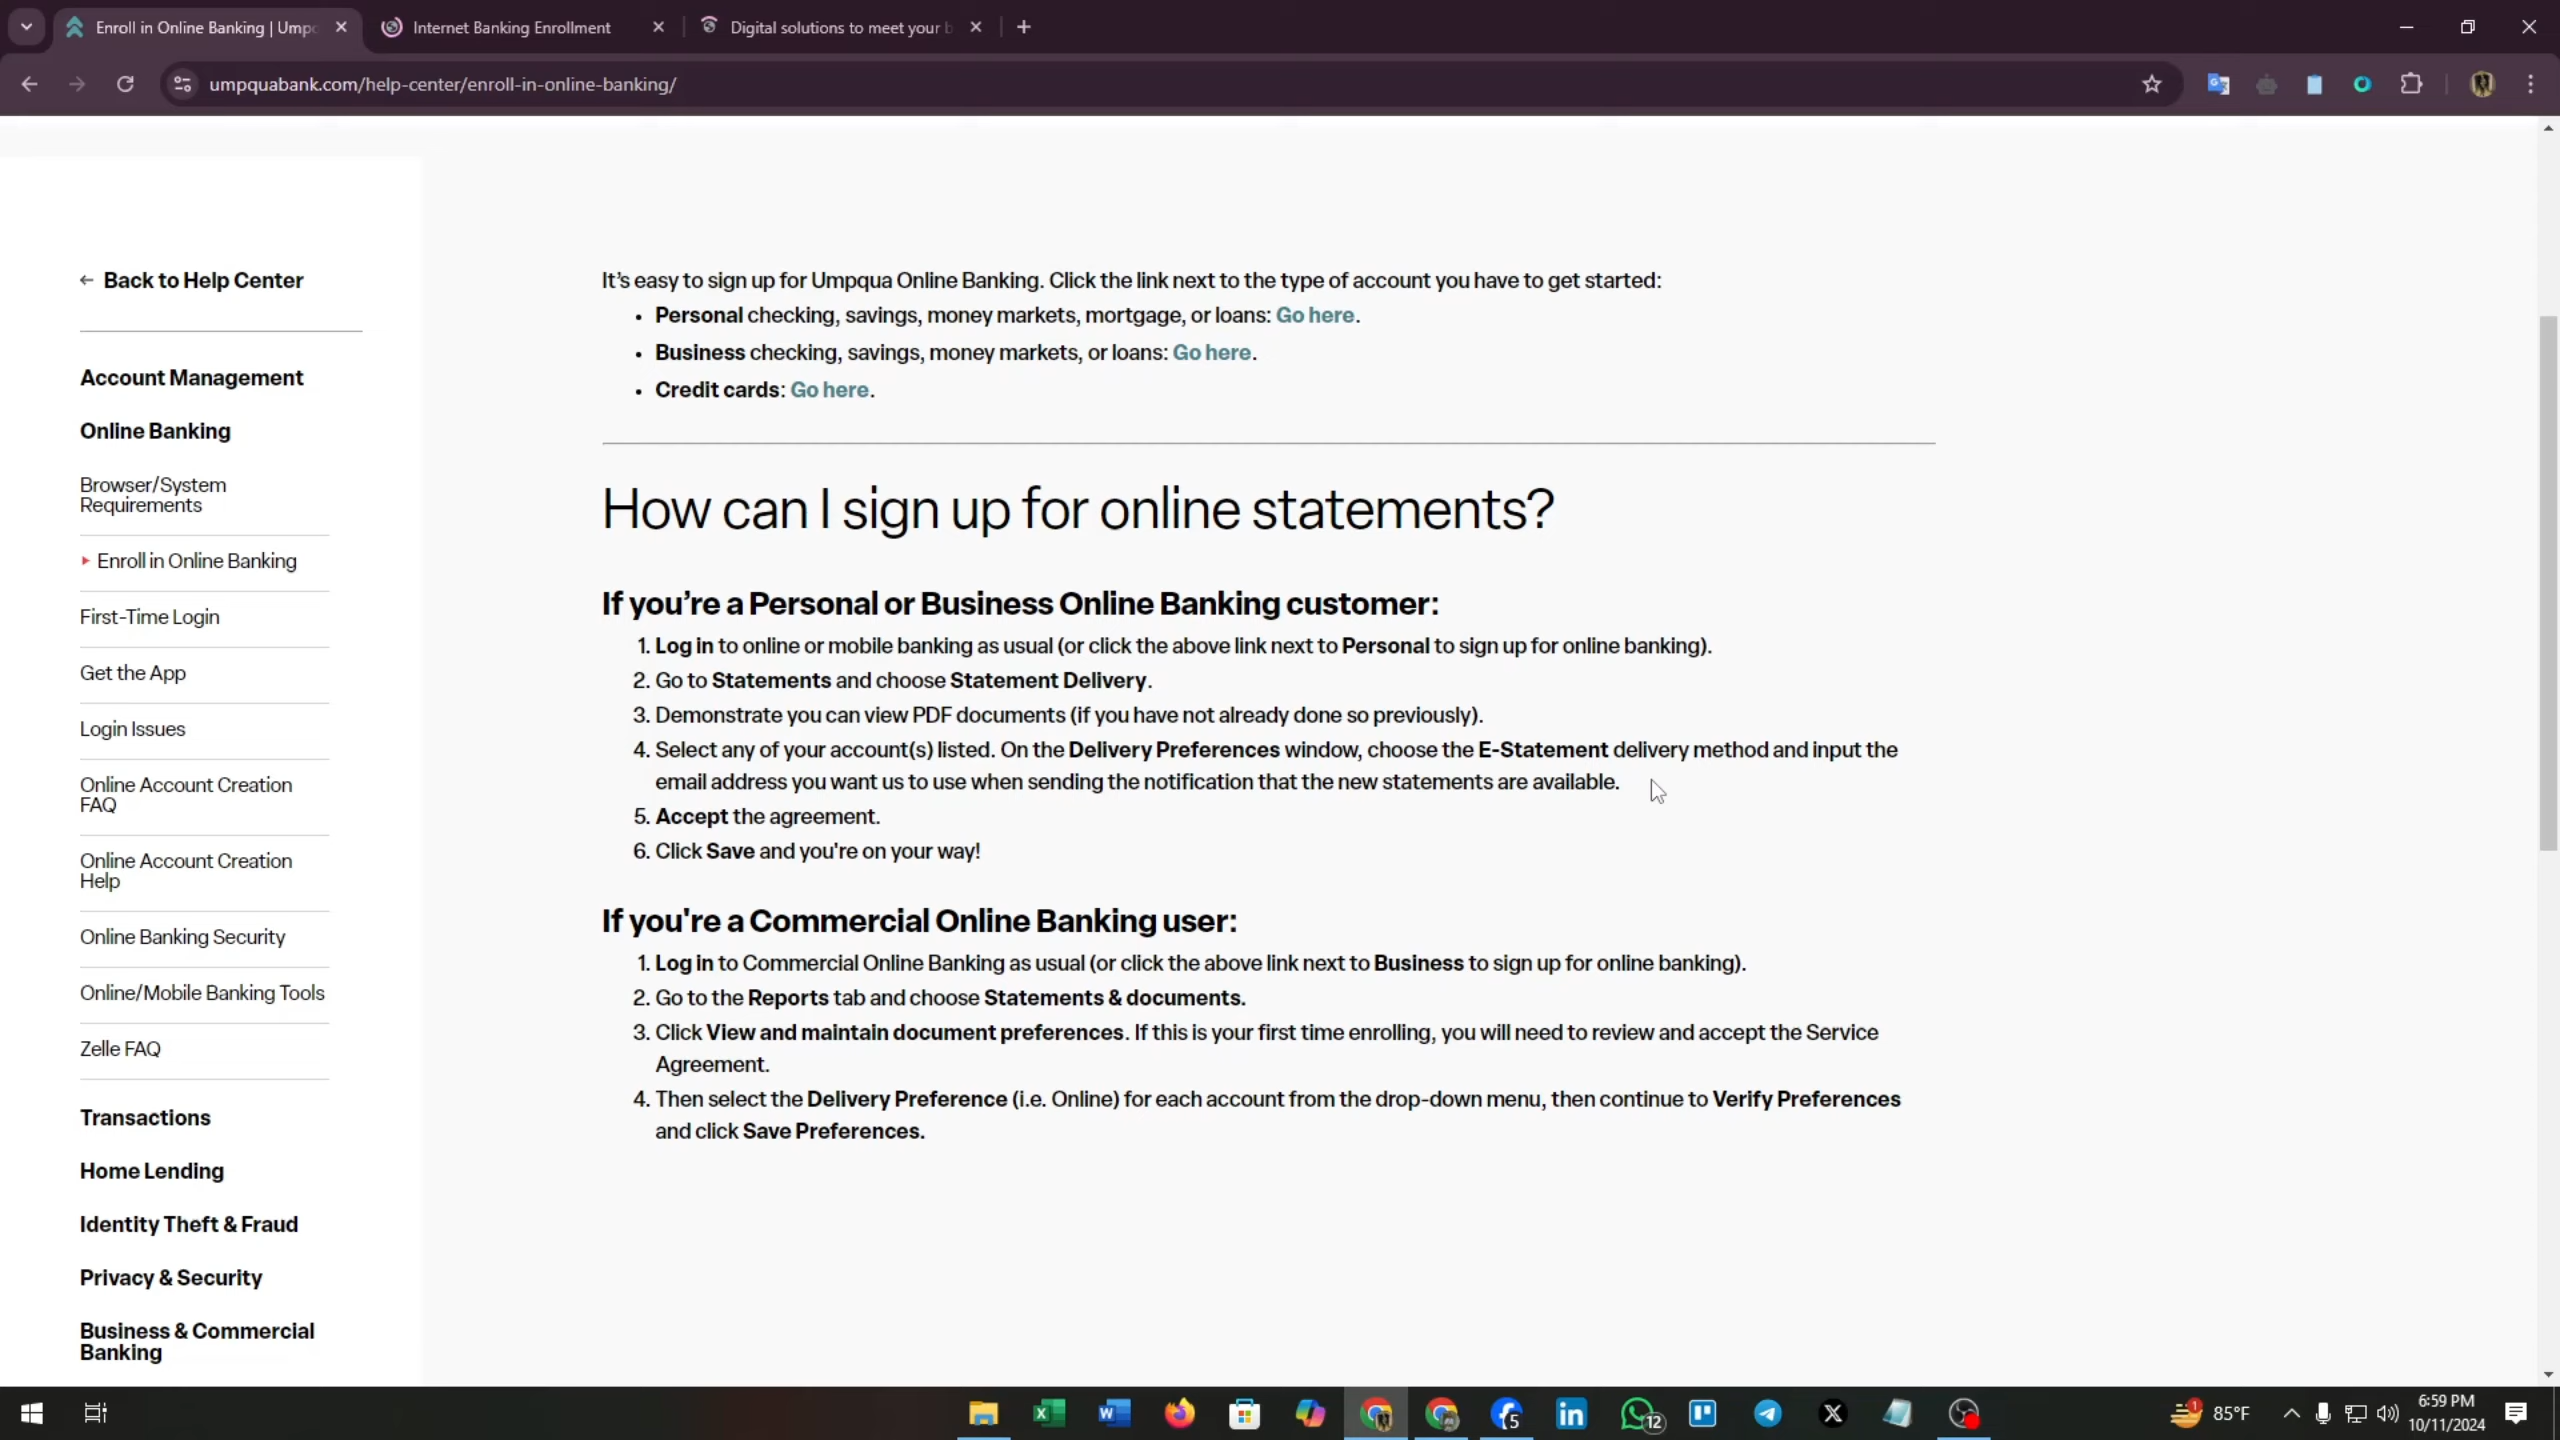 Enroll in Online Banking | Umpq
Internet Banking Enrollment
Digital solutions to meet your b
umpquabank.com/help-center/enroll-in-online-banking/
← Back to Help Center
Account Management
Online Banking
Browser/System
Requirements
Enroll in Online Banking
First-Time Login
Get the App
Login Issues
Online Account Creation
FAQ
Online Account Creation
Help
Online Banking Security
Online/Mobile Banking Tools
Zelle FAQ
Transactions
Home Lending
Identity Theft & Fraud
Privacy & Security
Business & Commercial
Banking
It’s easy to sign up for Umpqua Online Banking. Click the link next to the type of account you have to get started:
• Personal checking, savings, money markets, mortgage, or loans: Go here.
• Business checking, savings, money markets, or loans: Go here.
• Credit cards: Go here.
How can I sign up for online statements?
If you’re a Personal or Business Online Banking customer:
1. Log in to online or mobile banking as usual (or click the above link next to Personal to sign up for online banking).
2. Go to Statements and choose Statement Delivery.
3. Demonstrate you can view PDF documents (if you have not already done so previously).
4. Select any of your account(s) listed. On the Delivery Preferences window, choose the E-Statement delivery method and input the
email address you want us to use when sending the notification that the new statements are available.
5. Accept the agreement.
6. Click Save and you're on your way!
If you're a Commercial Online Banking user:
1. Log in to Commercial Online Banking as usual (or click the above link next to Business to sign up for online banking).
2. Go to the Reports tab and choose Statements & documents.
3. Click View and maintain document preferences. If this is your first time enrolling, you will need to review and accept the Service
Agreement.
4. Then select the Delivery Preference (i.e. Online) for each account from the drop-down menu, then continue to Verify Preferences
and click Save Preferences.
5
12
1
85°F
6:59 PM
10/11/2024